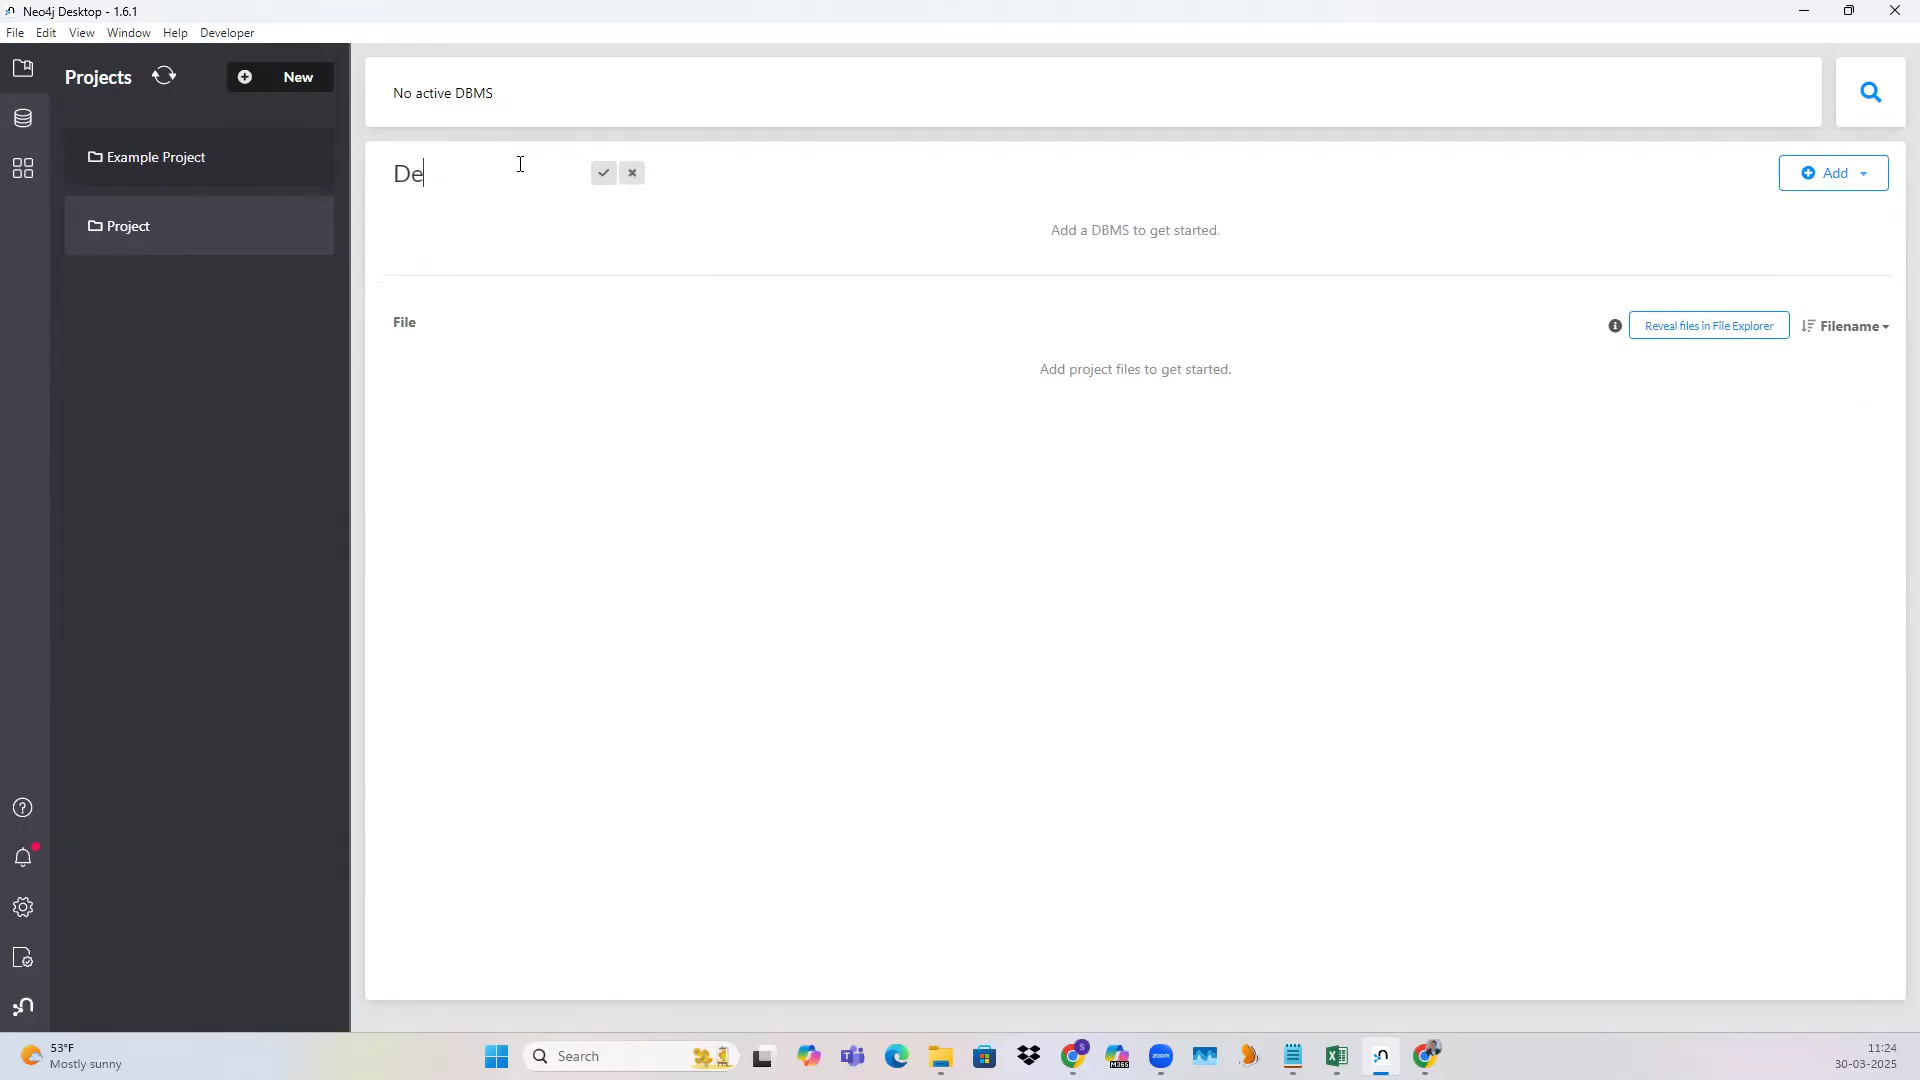 Neo4j Desktop - 1.6.1
File Edit View Window Help Developer
Projects
New
Example Project
Project
No active DBMS
De
Add
Add a DBMS to get started.
File
Reveal files in File Explorer
Filename
Add project files to get started.
53°F
Mostly sunny
Search
M365
zoom
S
11:24
30-03-2025